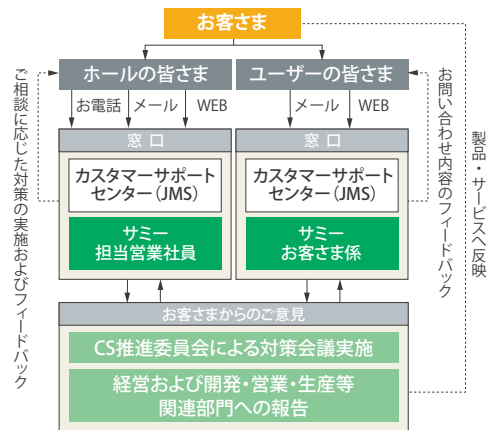 お客さま
ホールの皆さま
ユーザーの皆さま
お電話
メール
WEB
メール
WEB
窓口
カスタマーサポート
センター(JMS)
サミー
担当営業社員
窓口
カスタマーサポート
センター(JMS)
サミー
お客さま係
お客さまからのご意見
CS推進委員会による対策会議実施
経営および開発・営業・生産等
関連部門への報告
ご相談に応じた対策の実施およびフィードバック
お問い合わせ内容のフィードバック
製品・サービスへ反映